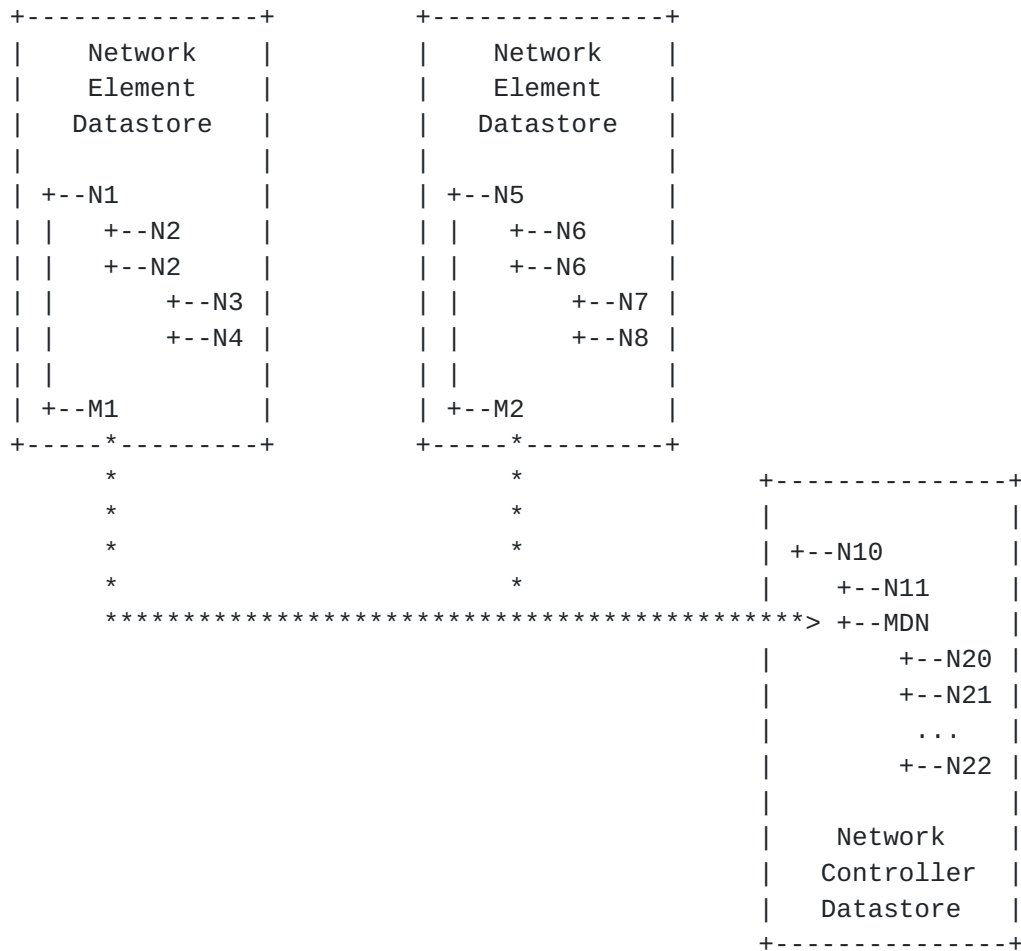 +---------------+         +---------------+
|    Network    |         |    Network    |
|    Element    |         |    Element    |
|   Datastore   |         |   Datastore   |
|               |         |               |
| +--N1         |         | +--N5         |
| |   +--N2     |         | |   +--N6     |
| |   +--N2     |         | |   +--N6     |
| |       +--N3 |         | |       +--N7 |
| |       +--N4 |         | |       +--N8 |
| |             |         | |             |
| +--M1         |         | +--M2         |
+-----*---------+         +-----*---------+
      *                         *               +---------------+
      *                         *               |               |
      *                         *               | +--N10        |
      *                         *               |    +--N11     |
      *********************************************> +--MDN     |
                                                |        +--N20 |
                                                |        +--N21 |
                                                |         ...   |
                                                |        +--N22 |
                                                |               |
                                                |    Network    |
                                                |   Controller  |
                                                |   Datastore   |
                                                +---------------+